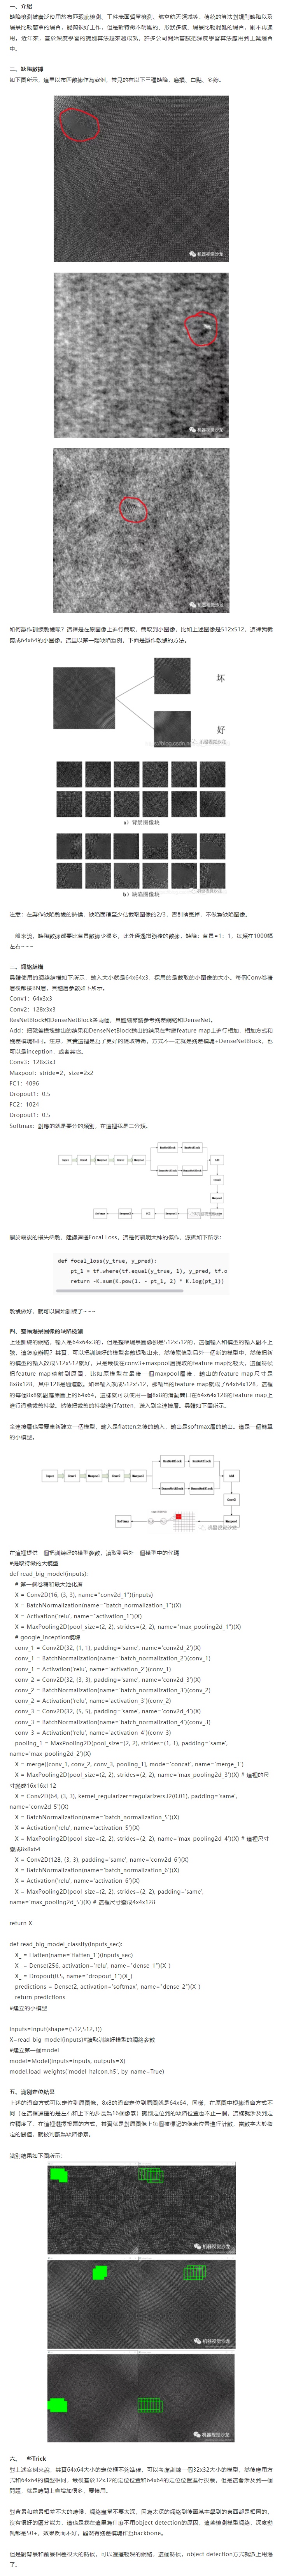 一、介紹
缺陷檢測被廣泛使用於布匹瑕疵檢測、工件表面質量檢測、航空航天領域等。傳統的算法對規則缺陷以及
場景比較簡單的場合，能夠很好工作，但是對特徵不明顯的、形狀多樣、場景比較混亂的場合，則不再適
用。近年來，基於深度學習的識別算法越來越成熟，許多公司開始嘗試把深度學習算法應用到工業場合
中。
二、缺陷數據
如下圖所示，這里以布匹數據作為案例，常見的有以下三種缺陷，磨損、白點、多線。
機器視覺沙龙
機器視覺沙龙
機器視覺沙龙
如何製作訓練數據呢？這裡是在原圖像上進行截取，截取到小圖像，比如上述圖像是512x512，這裡我裁
剪成64x64的小圖像。這里以第一類缺陷為例，下面是製作數據的方法。
坏
好
a）背景图像块
b）缺陷图像块
注意：在製作缺陷數據的時候，缺陷面積至少佔截取圖像的2/3，否則捨棄掉，不做為缺陷圖像。
一般來說，缺陷數據都要比背景數據少很多，此外通過增強後的數據，缺陷：背景=1：1，每類在1000幅
左右~~~
三、網絡結構
具體使用的網絡結構如下所示，輸入大小就是64x64x3，採用的是截取的小圖像的大小。每個Conv卷積
層後都接BN層，具體層參數如下所示。
Conv1：64x3x3
Conv2：128x3x3
ResNetBlock和DenseNetBlock各兩個，具體細節請參考殘差網絡和DenseNet。
Add：把殘差模塊輸出的結果和DenseNetBlock輸出的結果在對應feature map上進行相加，相加方式和
殘差模塊相同。注意，其實這裡是為了更好的提取特徵，方式不一定就是殘差模塊+DenseNetBlock，也
可以是inception，或者其它。
Conv3：128x3x3
Maxpool：stride=2，size=2x2
FC1：4096
Dropout1：0.5
FC2：1024
Dropout1：0.5
Softmax：對應的就是要分的類別，在這裡我是二分類。
關於最後的損失函數，建議選擇Focal Loss，這是何凱明大神的傑作，源碼如下所示：
def focal_loss(y_true, y_pred):
pt_1 = tf.where(tf.equal(y_true, 1), y_pred, tf.o
return -K.sum(K.pow(1. - pt_1, 2) * K.log(pt_1))
數據做好，就可以開始訓練了~~~
四、整幅場景圖像的缺陷檢測
上述訓練的網絡，輸入是64x64x3的，但是整幅場景圖像卻是512x512的，這個輸入和模型的輸入對不上
號，這怎麼辦呢？其實，可以把訓練好的模型參數提取出來，然後賦值到另外一個新的模型中，然後把新
的模型的輸入改成512x512就好，只是最後在conv3+maxpool層提取的feature map比較大，這個時候
把feature map映射到原圖，比如原模型在最後一個maxpool層後，輸出的feature map尺寸是
8x8x128，其中128是通道數。如果輸入改成512x512，那輸出的feature map就成了64x64x128，這裡
的每個8x8就對應原圖上的64x64，這樣就可以使用一個8x8的滑動窗口在64x64x128的feature map上
進行滑動裁剪特徵。然後把裁剪的特徵進行fatten，送入到全連接層。具體如下圖所示。
全連接層也需要重新建立一個模型，輸入是flatten之後的輸入，輸出是softmax層的輸出。這是一個簡單
的小模型。
在這裡提供一個把訓練好的模型參數，讀取到另外一個模型中的代碼
#提取特徵的大模型
def read_big_model(inputs):
# 第一個卷積和最大池化層
X = Conv2D(16, (3, 3), name="conv2d_1")(inputs)
X = BatchNormalization(name="batch_normalization_1")(X)
X = Activation('relu', name="activation_1")(X)
X = MaxPooling2D(pool_size=(2, 2), strides=(2, 2), name="max_pooling2d_1")(X)
# google_inception模塊
conv_1 = Conv2D(32, (1, 1), padding='same', name='conv2d_2')(X)
conv_1 = BatchNormalization(name='batch_normalization_2')(conv_1)
conv_1 = Activation('relu', name='activation_2')(conv_1)
conv_2 = Conv2D(32, (3, 3), padding='same', name='conv2d_3')(X)
conv_2 = BatchNormalization(name='batch_normalization_3')(conv_2)
conv_2 = Activation('relu', name='activation_3')(conv_2)
conv_3 = Conv2D(32, (5, 5), padding='same', name='conv2d_4')(X)
conv_3 = BatchNormalization(name='batch_normalization_4')(conv_3)
conv_3 = Activation('relu', name='activation_4')(conv_3)
pooling_1 = MaxPooling2D(pool_size=(2, 2), strides=(1, 1), padding='same',
name='max_pooling2d_2')(X)
X = merge([conv_1, conv_2, conv_3, pooling_1], mode='concat', name='merge_1')
X = MaxPooling2D(pool_size=(2, 2), strides=(2, 2), name='max_pooling2d_3')(X) # 這裡的尺
寸變成16x16x112
X = Conv2D(64, (3, 3), kernel_regularizer=regularizers.l2(0.01), padding='same',
name='conv2d_5')(X)
X = BatchNormalization(name='batch_normalization_5')(X)
X = Activation('relu', name='activation_5')(X)
X = MaxPooling2D(pool_size=(2, 2), strides=(2, 2), name='max_pooling2d_4')(X) # 這裡尺寸
變成8x8x64
X = Conv2D(128, (3, 3), padding='same', name='conv2d_6')(X)
X = BatchNormalization(name='batch_normalization_6')(X)
X = Activation('relu', name='activation_6')(X)
X = MaxPooling2D(pool_size=(2, 2), strides=(2, 2), padding='same',
name='max_pooling2d_5')(X) # 這裡尺寸變成4x4x128
return X
def read_big_model_classify(inputs_sec):
X_ = Flatten(name='flatten_1')(inputs_sec)
X_ = Dense(256, activation='relu', name="dense_1")(X_)
X_ = Dropout(0.5, name="dropout_1")(X_)
predictions = Dense(2, activation='softmax', name="dense_2")(X_)
return predictions
#建立的小模型
inputs=Input(shape=(512,512,3))
X=read_big_model(inputs)#讀取訓練好模型的網絡參數
#建立第一個model
model=Model(inputs=inputs, outputs=X)
model.load_weights('model_halcon.h5', by_name=True)
五、識別定位結果
上述的滑窗方式可以定位到原圖像，8x8的滑窗定位到原圖就是64x64，同樣，在原圖中根據滑窗方式不
同（在這裡選擇的是左右和上下的步長為16個像素）識別定位到的缺陷位置也不止一個，這樣就涉及到定
位精度了。在這裡選擇投票的方式，其實就是對原圖像上每個被標記的像素位置進行計數，當數字大於指
定的閾值，就被判斷為缺陷像素。
識別結果如下圖所示：
機器視覺沙龙
機器視覺沙龙
機器視覺沙龙
六、一些Trick
對上述案例來說，其實64x64大小的定位框不夠準確，可以考慮訓練一個32x32大小的模型，然後應用方
式和64x64的模型相同，最後基於32x32的定位位置和64x64的定位位置進行投票，但是這會涉及到一個問
題，就是時間上會增加很多，要慎用。
對背景和前景相差不大的時候，網絡盡量不要太深，因為太深的網絡到後面基本學到的東西都是相同的，
沒有很好的區分能力，這也是我在這里為什麼不用object detection的原因，這些檢測模型網絡，深度動
輒都是50+，效果反而不好，雖然有殘差模塊作為backbone。
但是對背景和前景相差很大的時候，可以選擇較深的網絡，這個時候，object detection方式就派上用場
了。